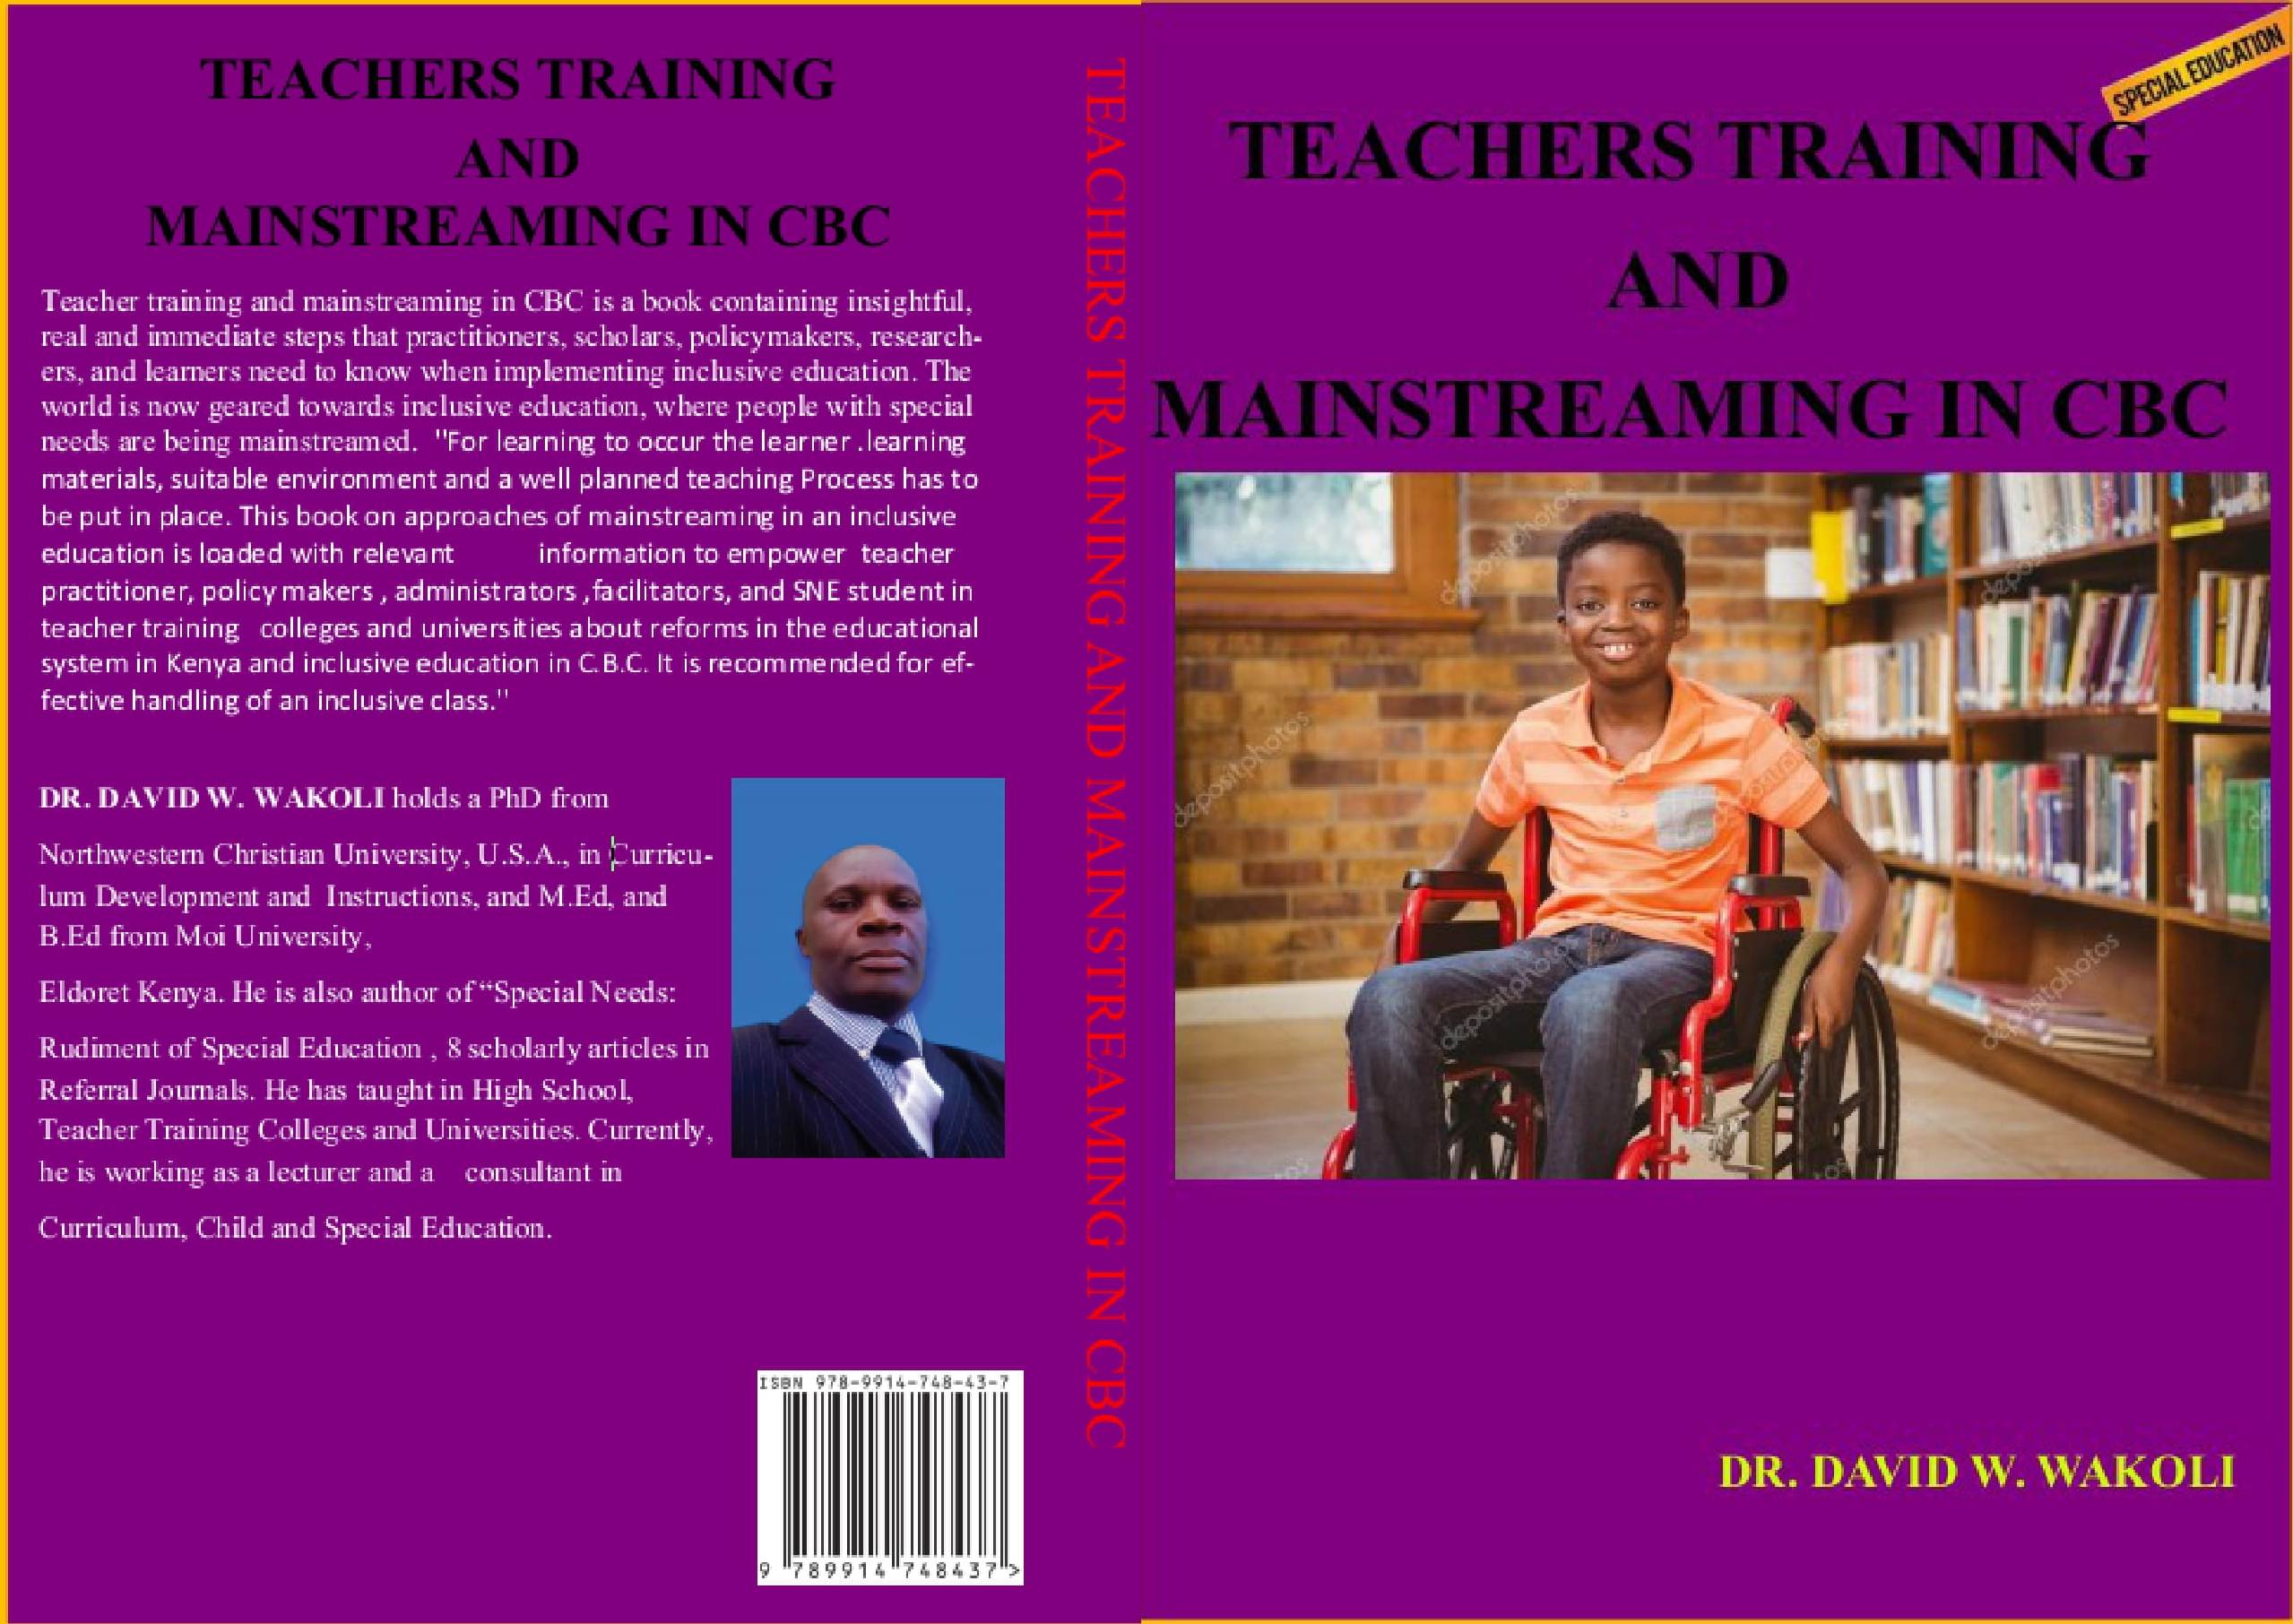 TEACHERS TRAINING
AND
MAINSTREAMING IN CBC
Teacher training and mainstreaming in CBC is a book containing insightful,
real and immediate steps that practitioners, scholars, policymakers, research-
ers, and learners need to know when implementing inclusive education. The
world is now geared towards inclusive education, where people with special
needs are being mainstreamed. "For learning to occur the learner .learning
materials, suitable environment and a well planned teaching Process has to
be put in place. This book on approaches of mainstreaming in an inclusive
education is loaded with relevant information to empower teacher
practitioner, policy makers , administrators ,facilitators, and SNE student in
teacher training colleges and universities about reforms in the educational
system in Kenya and inclusive education in C.B.C. It is recommended for ef-
fective handling of an inclusive class."
DR. DAVID W. WAKOLI holds a PhD from
Northwestern Christian University, U.S.A., in Curricu-
lum Development and Instructions, and M.Ed, and
B.Ed from Moi University,
Eldoret Kenya. He is also author of “Special Needs:
Rudiment of Special Education , 8 scholarly articles in
Referral Journals. He has taught in High School,
Teacher Training Colleges and Universities. Currently,
he is working as a lecturer and a consultant in
Curriculum, Child and Special Education.
ISBN 978-9914-748-43-7
9 789914 748437 >
TEACHERS TRAINING AND MAINSTREAMING IN CBC
SPECIAL EDUCATION
TEACHERS TRAINING
AND
MAINSTREAMING IN CBC
depositphotos
depositphotos
depositphotos
depositphotos
depositphotos
depositphotos
DR. DAVID W. WAKOLI